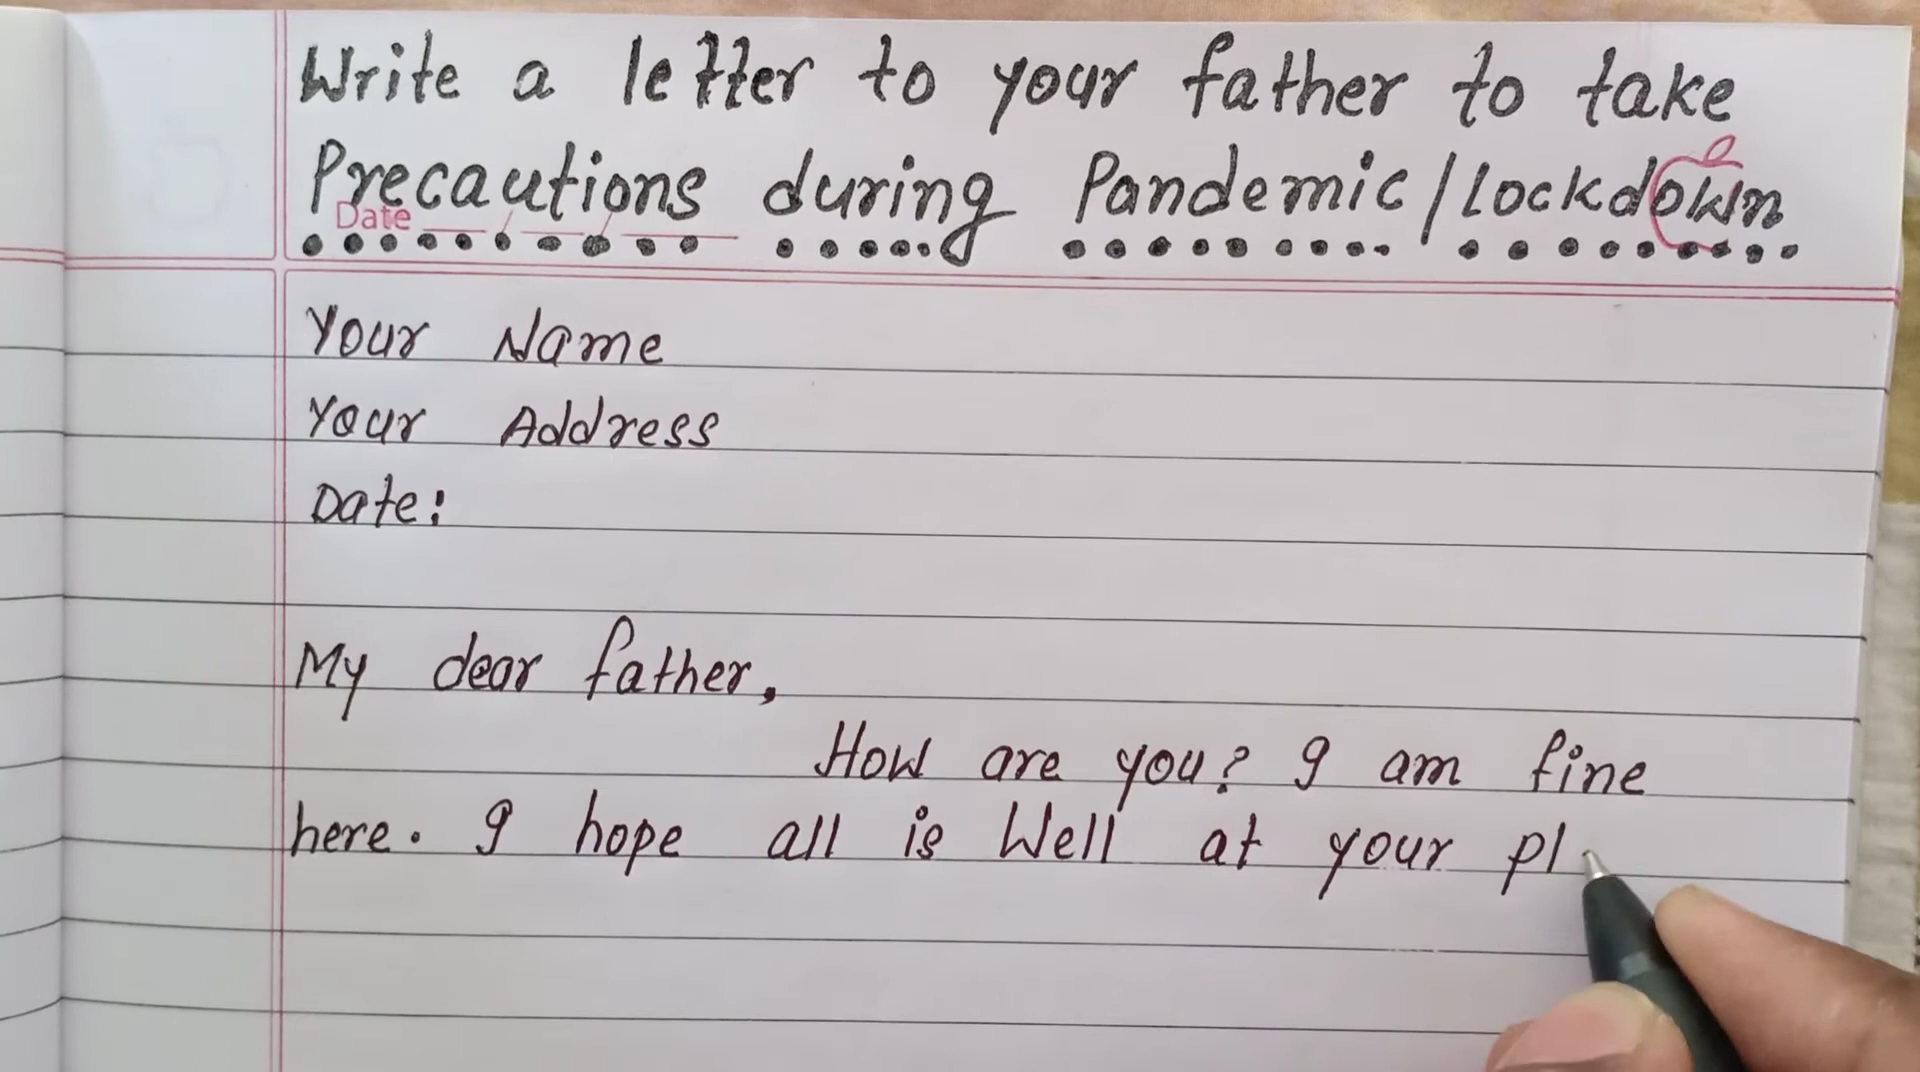 Write a letter to your father to take
Precautions during Pandemic/lockdown
Date
Your Name
Your Address
Date:
My dear father,
How are you? I am fine
here. I hope all is Well at your pl